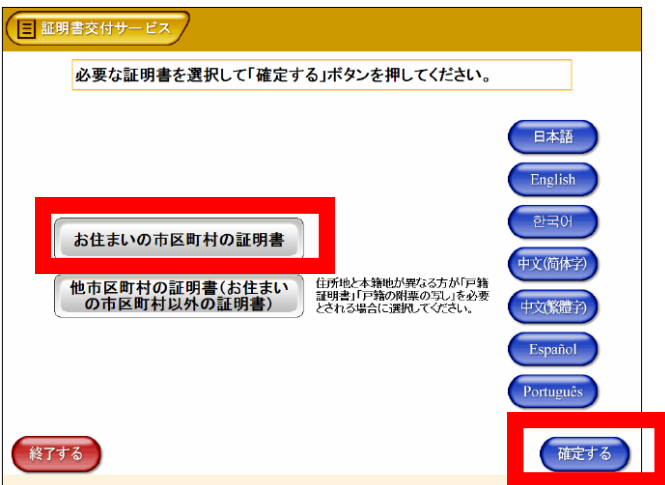 証明書交付サービス
必要な証明書を選択して「確定する」ボタンを押してください。
日本語
English
한국어
中文(简体字)
中文(繁體字)
Español
Português
お住まいの市区町村の証明書
他市区町村の証明書(お住まい
の市区町村以外の証明書)
住所地と本籍地が異なる方が「戸籍
証明書」「戸籍の附票の写し」を必要
とされる場合に選択してください。
終了する
確定する